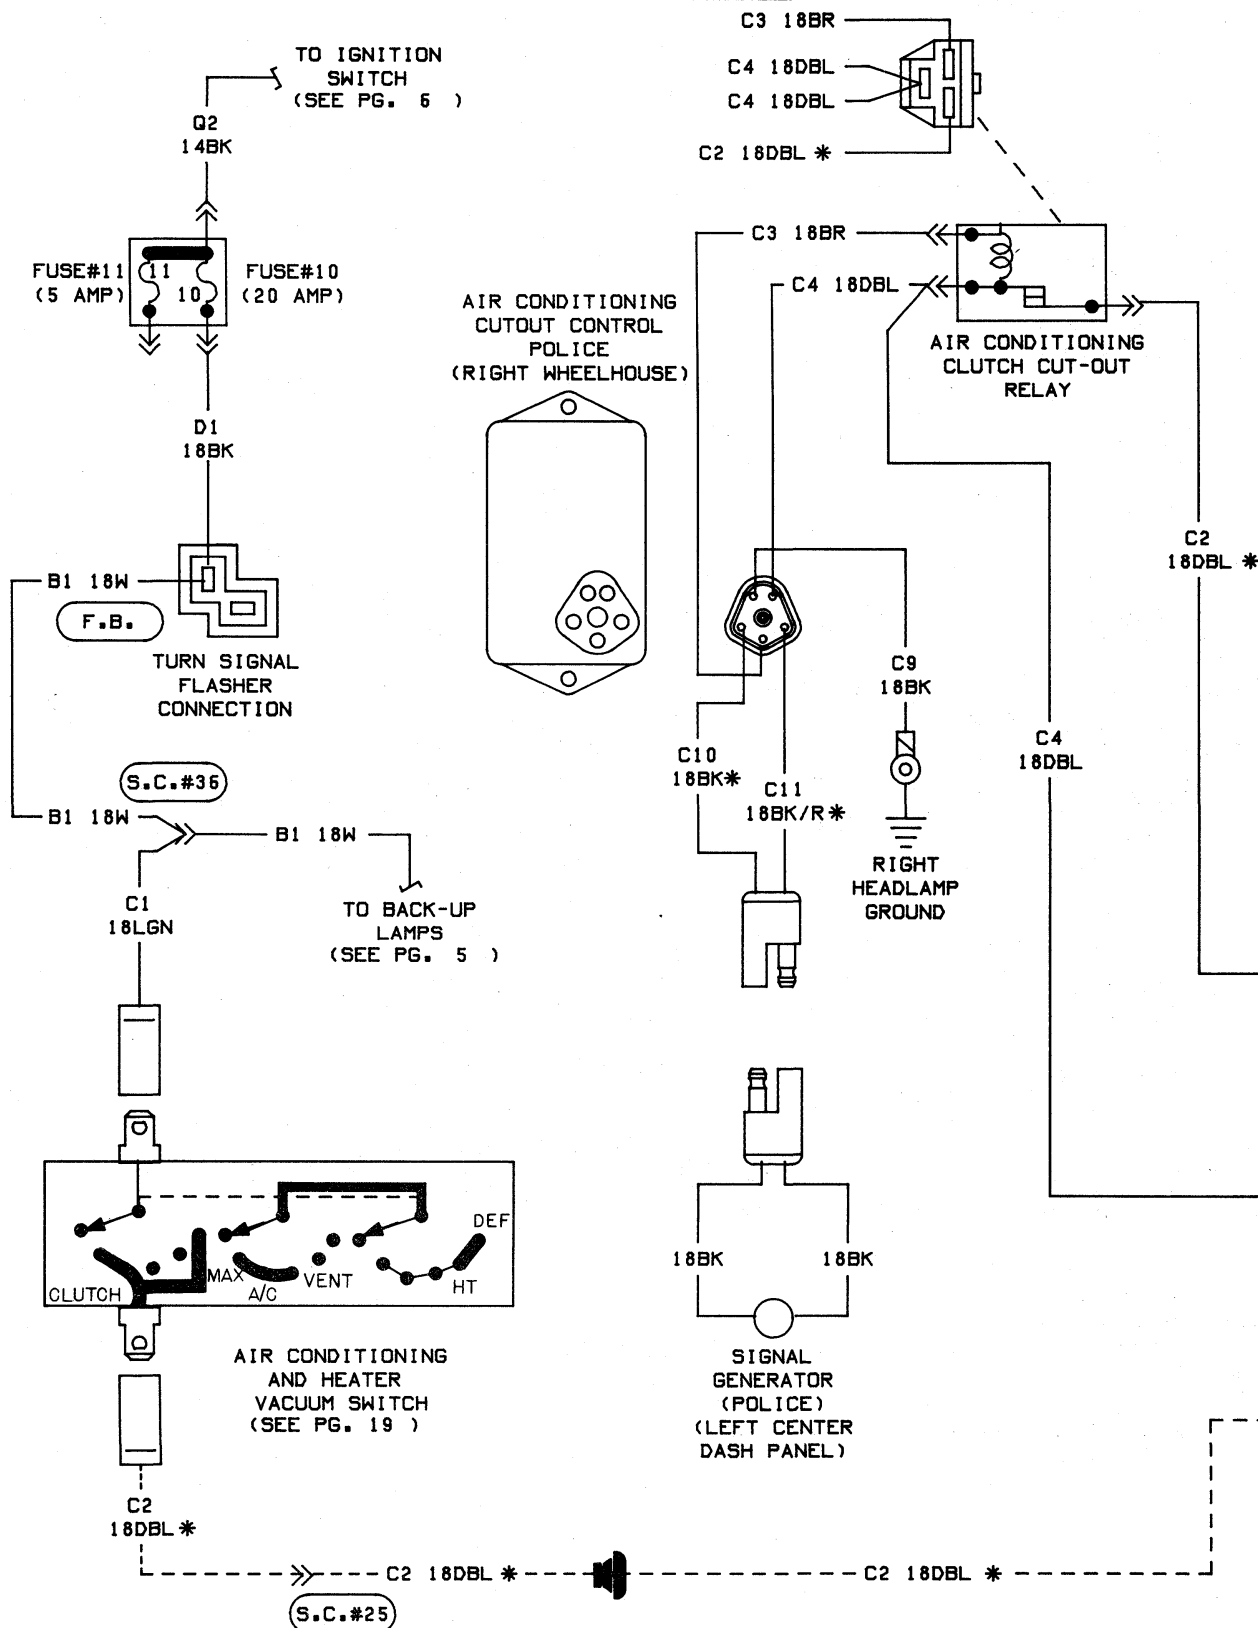 C3 18BR
TO IGNITION
SWITCH
(SEE PG. 6 )
C4 18DBL
C4 18DBL
Q2
14BK
C2 18DBL *
C3 18BR
FUSE#11
(5 AMP)
11
10
FUSE#10
(20 AMP)
C4 18DBL
AIR CONDITIONING
CUTOUT CONTROL
POLICE
(RIGHT WHEELHOUSE)
AIR CONDITIONING
CLUTCH CUT-OUT
RELAY
D1
18BK
C2
18DBL *
B1 18W
F.B.
TURN SIGNAL
FLASHER
CONNECTION
C9
18BK
C4
18DBL
C10
18BK*
S.C.#36
C11
18BK/R*
B1 18W
B1 18W
RIGHT
HEADLAMP
GROUND
C1
18LGN
TO BACK-UP
LAMPS
(SEE PG. 5 )
DEF
18BK
18BK
CLUTCH
MAX
A/C
VENT
HT
AIR CONDITIONING
AND HEATER
VACUUM SWITCH
(SEE PG. 19 )
SIGNAL
GENERATOR
(POLICE)
(LEFT CENTER
DASH PANEL)
C2
18DBL *
C2 18DBL *
C2 18DBL *
S.C.#25